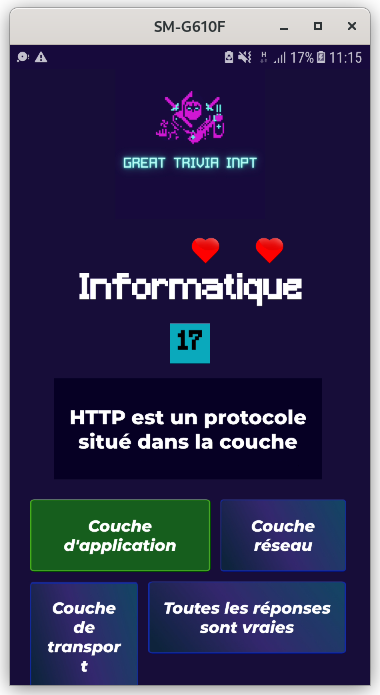 SM-G610F
17% 11:15
GREAT TRIVIA INPT
Informatique
17
HTTP est un protocole
situé dans la couche
Couche
d'application
Couche
réseau
Couche
de
transpor
t
Toutes les réponses
sont vraies